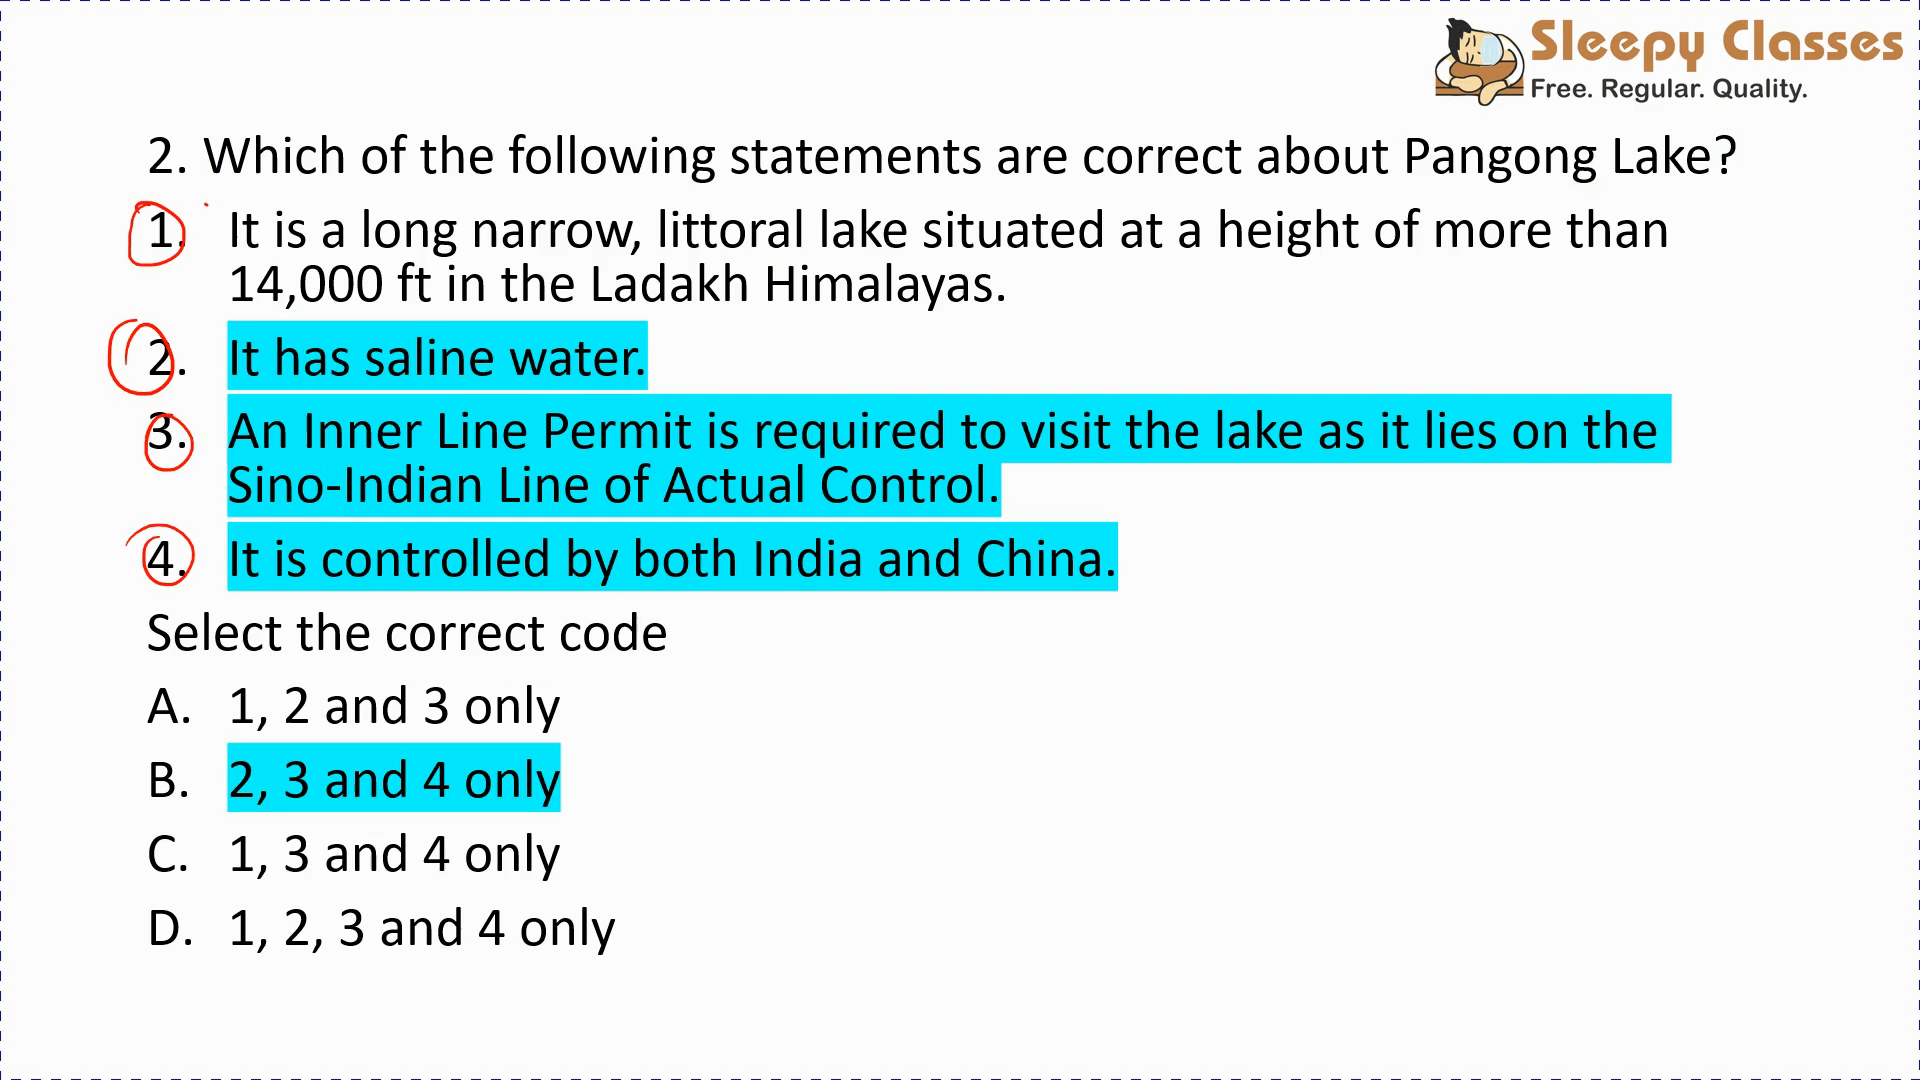 Sleepy Classes
Free. Regular. Quality.
2. Which of the following statements are correct about Pangong Lake?
1. It is a long narrow, littoral lake situated at a height of more than
14,000 ft in the Ladakh Himalayas.
2. It has saline water.
3. An Inner Line Permit is required to visit the lake as it lies on the
Sino-Indian Line of Actual Control.
4. It is controlled by both India and China.
Select the correct code
A. 1, 2 and 3 only
B. 2, 3 and 4 only
C. 1, 3 and 4 only
D. 1, 2, 3 and 4 only